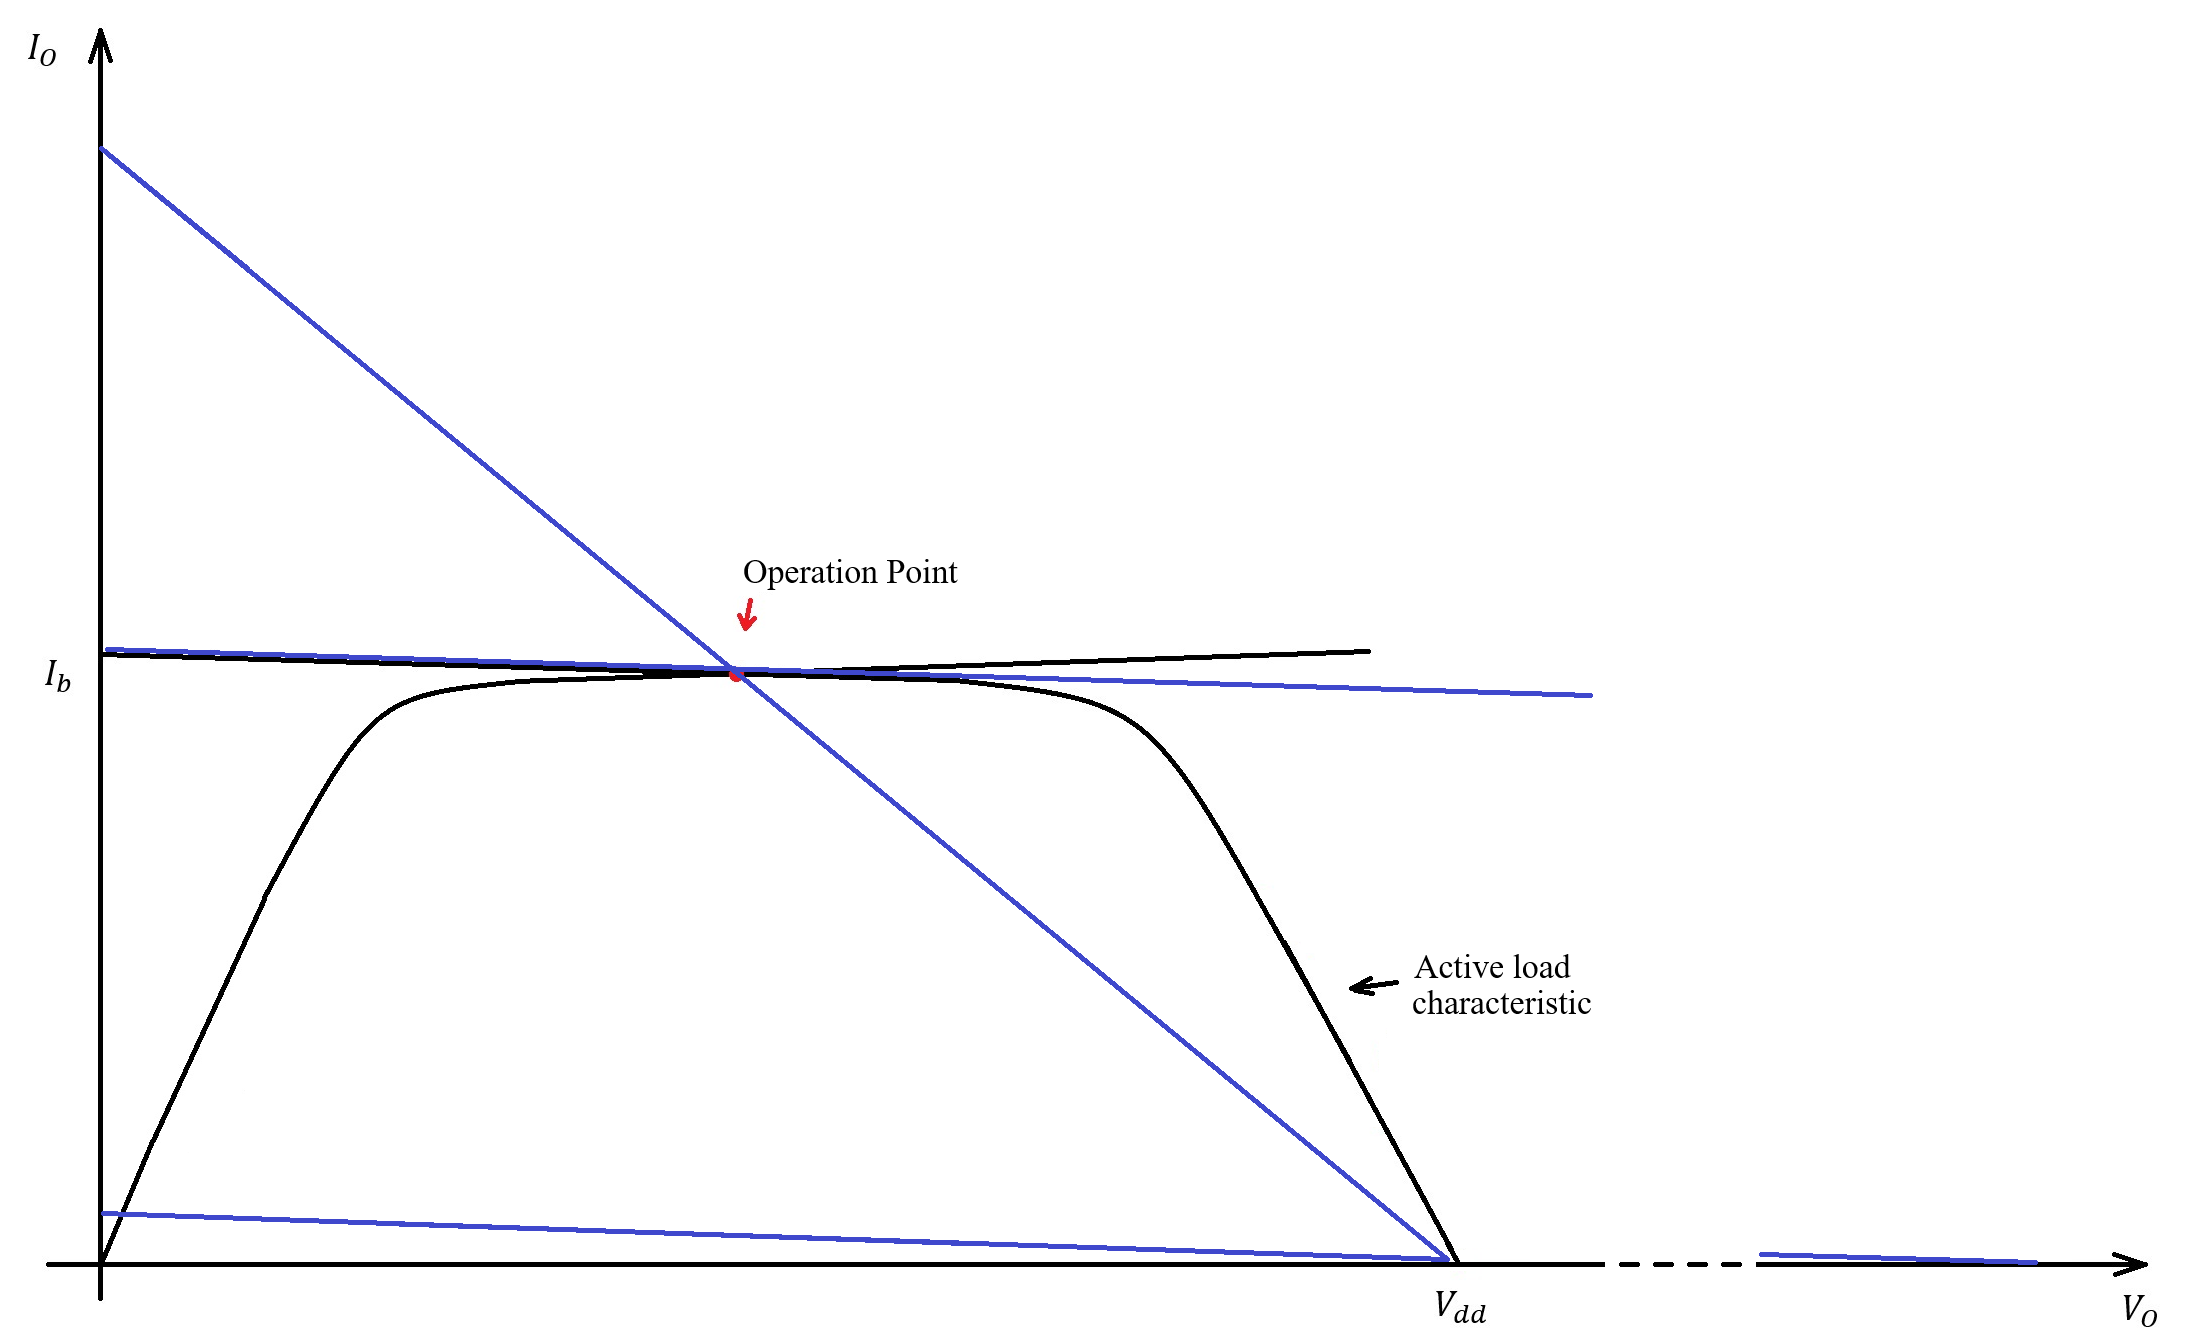 I_O
Operation Point
I_b
Active load
characteristic
V_dd
V_O